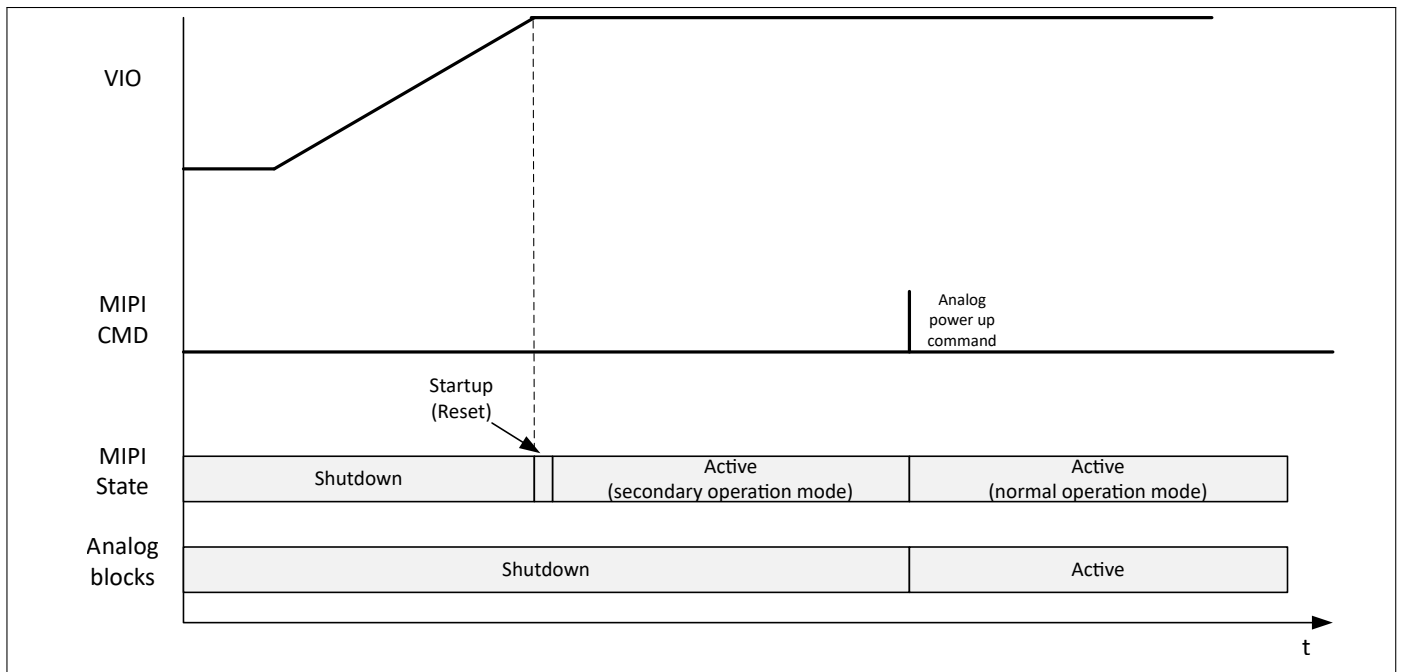 VIO
MIPI
CMD
Analog
power up
command
Startup
(Reset)
MIPI
State
Shutdown
Active
(secondary operation mode)
Active
(normal operation mode)
Analog
blocks
Shutdown
Active
t